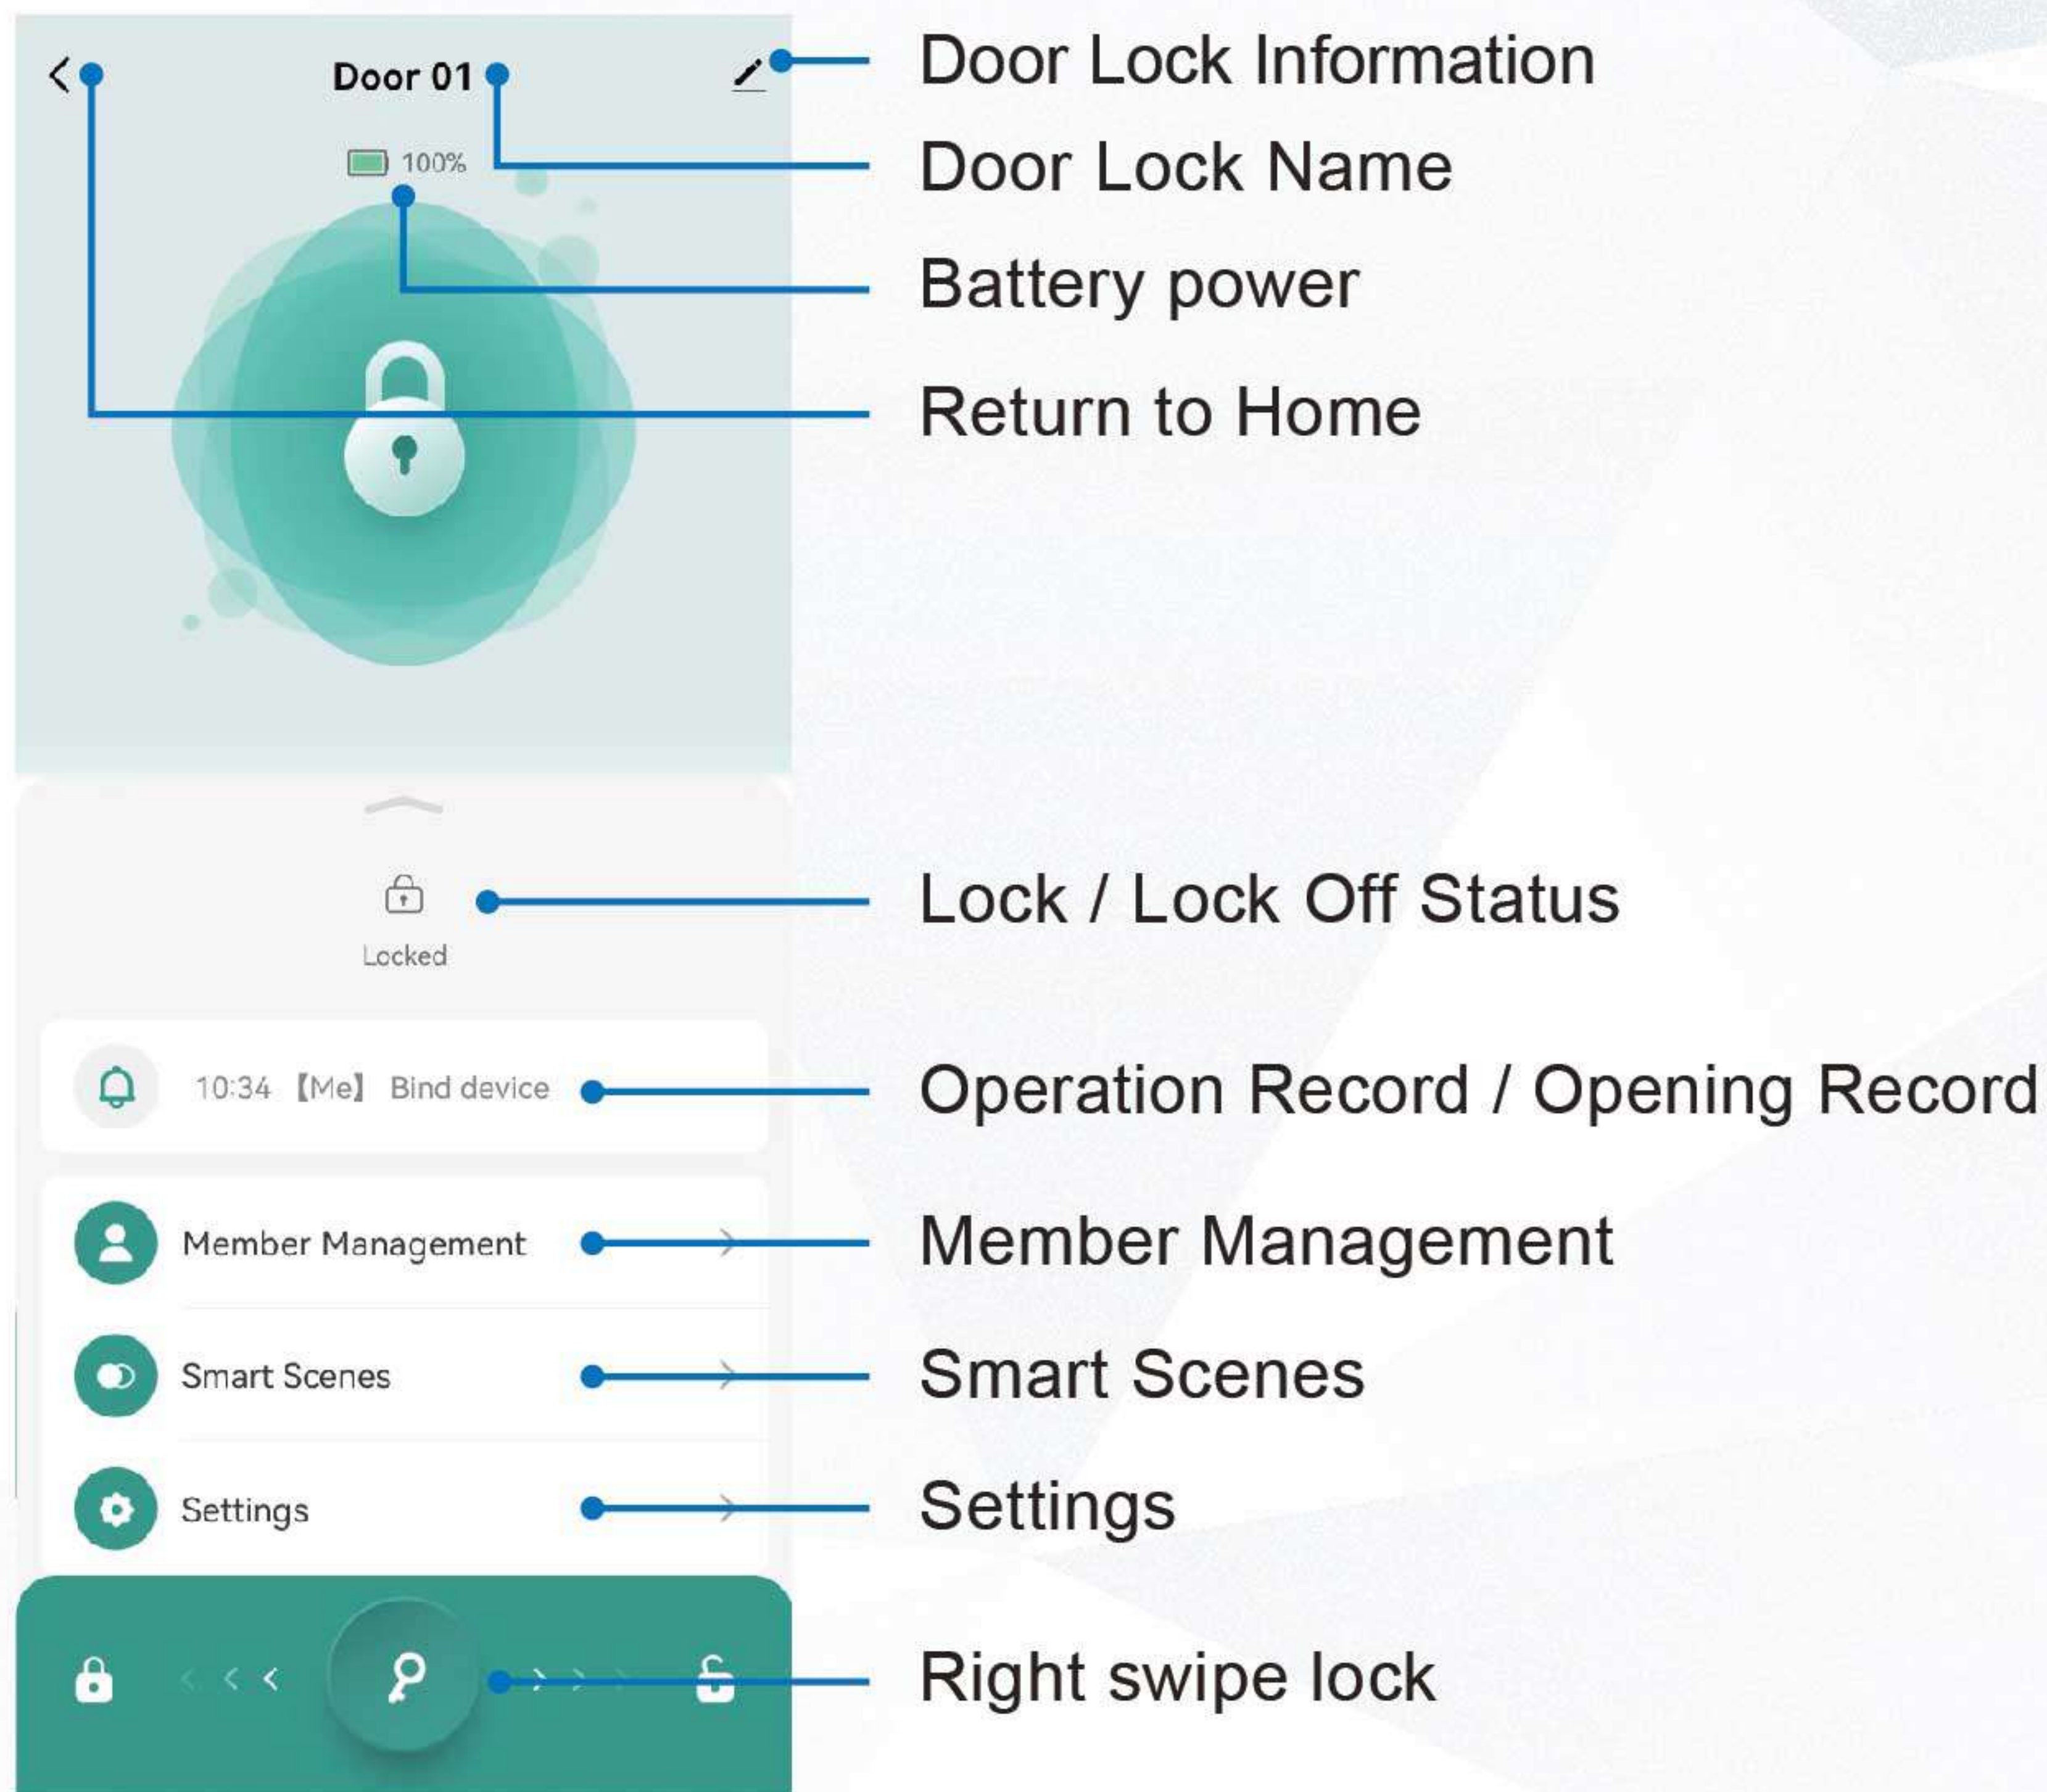 Door 01
100%
Door Lock Information
Door Lock Name
Battery power
Return to Home
Locked
Lock / Lock Off Status
10:34 【Me】 Bind device
Operation Record / Opening Record
Member Management
Member Management
Smart Scenes
Smart Scenes
Settings
Settings
Right swipe lock